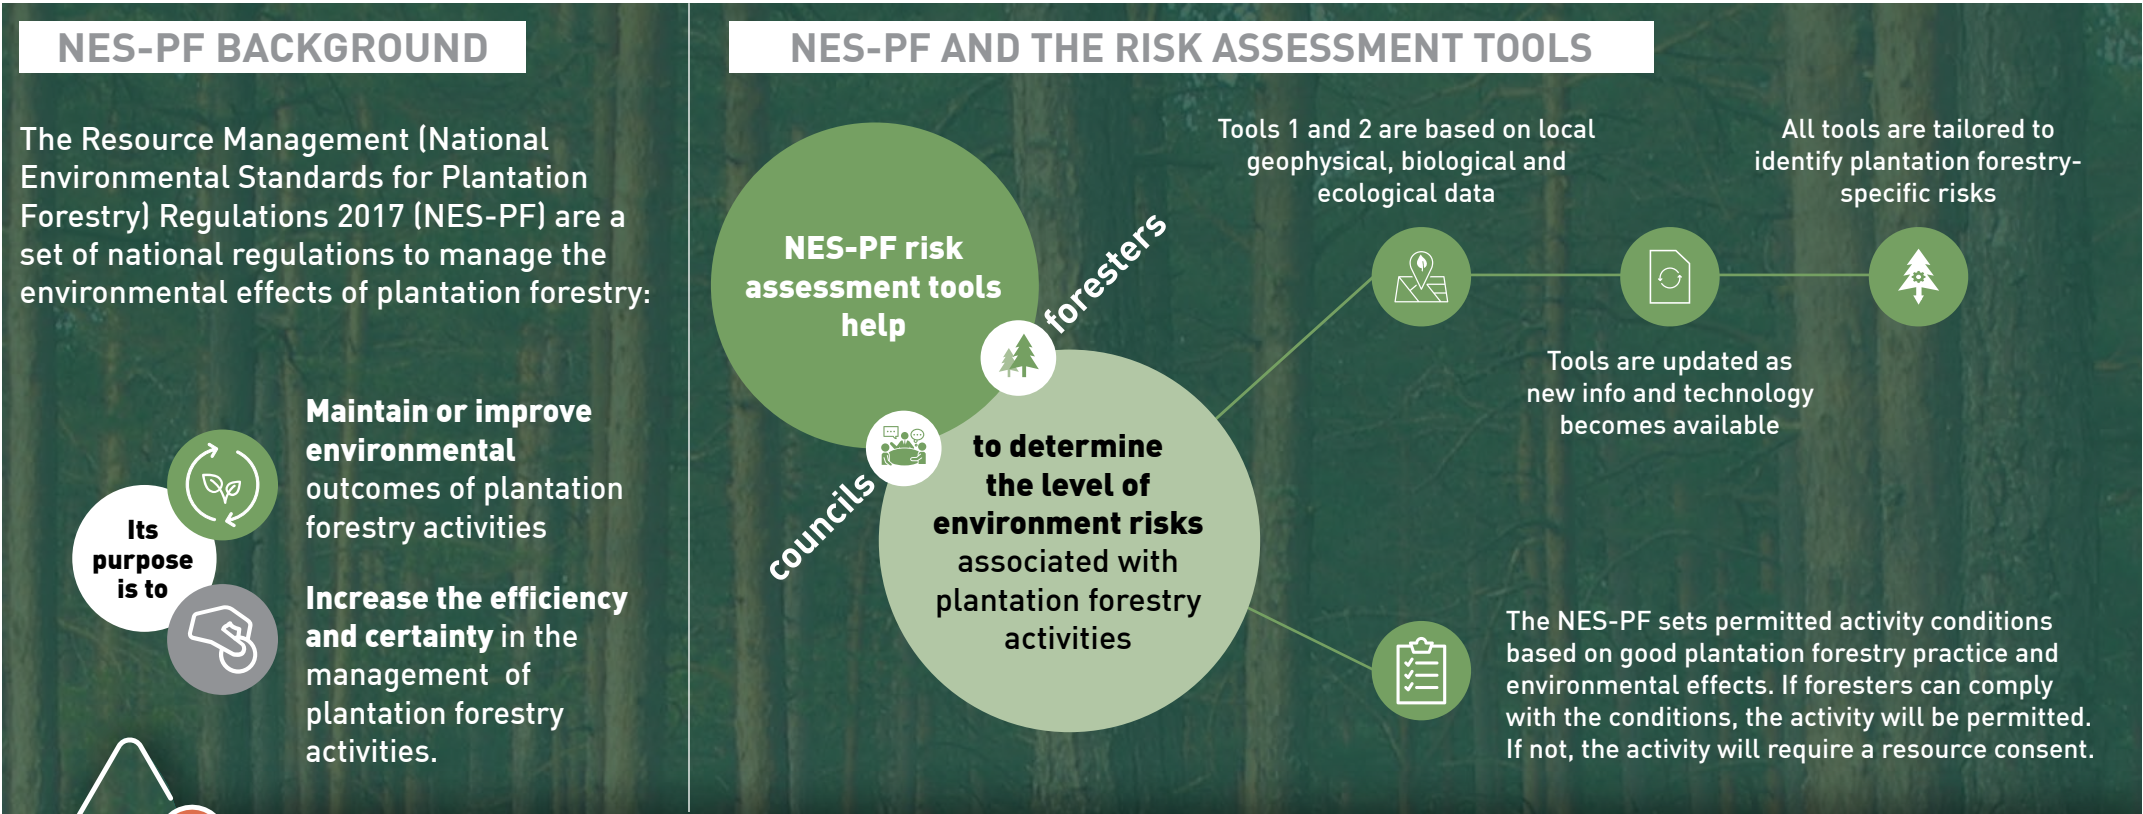 NES-PF BACKGROUND
The Resource Management (National
Environmental Standards for Plantation
Forestry) Regulations 2017 (NES-PF) are a
set of national regulations to manage the
environmental effects of plantation forestry:
Its
purpose
is to
Maintain or improve
environmental
outcomes of plantation
forestry activities
Increase the efficiency
and certainty in the
management of
plantation forestry
activities.
NES-PF AND THE RISK ASSESSMENT TOOLS
NES-PF risk
assessment tools
help
foresters
councils
to determine
the level of
environment risks
associated with
plantation forestry
activities
Tools 1 and 2 are based on local
geophysical, biological and
ecological data
Tools are updated as
new info and technology
becomes available
All tools are tailored to
identify plantation forestry-
specific risks
The NES-PF sets permitted activity conditions
based on good plantation forestry practice and
environmental effects. If foresters can comply
with the conditions, the activity will be permitted.
If not, the activity will require a resource consent.